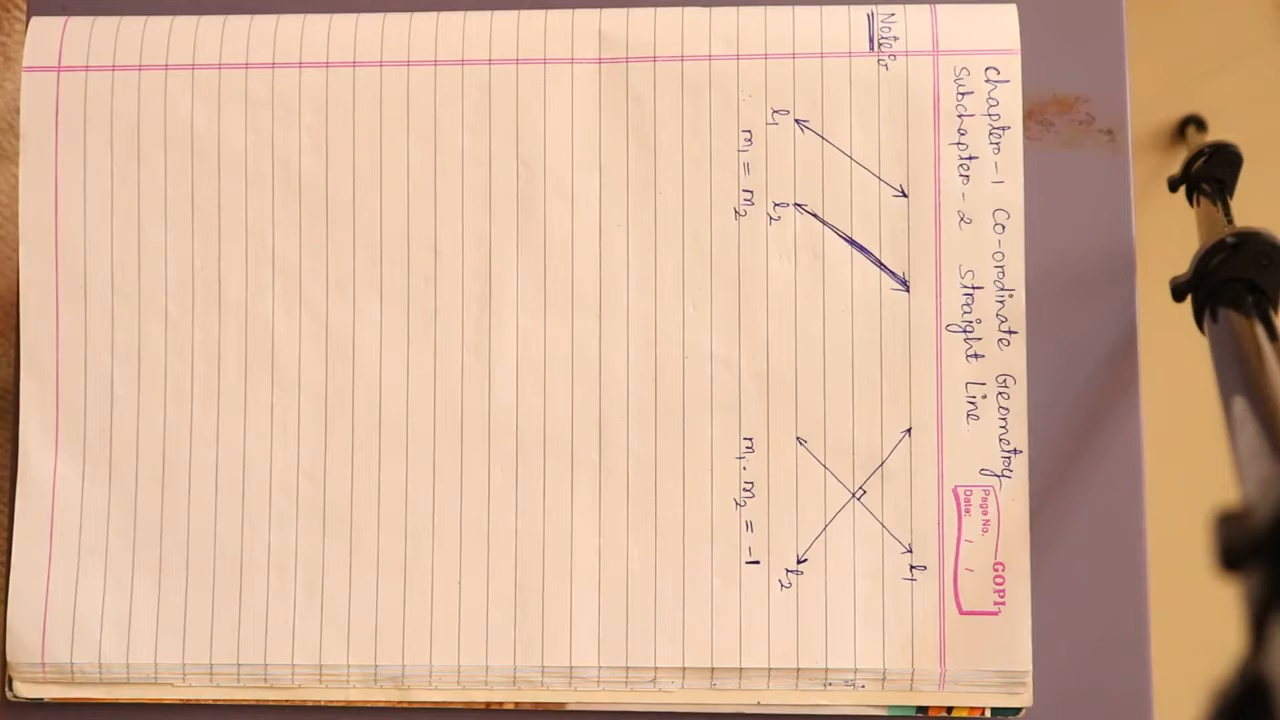 GOPI
Page No.
Date: / /
Chapter-1 Co-ordinate Geometry
Subchapter-2 Straight Line.
Note:-
l1
l1 l2 l2
m1 = m2 m1 . m2 = -1